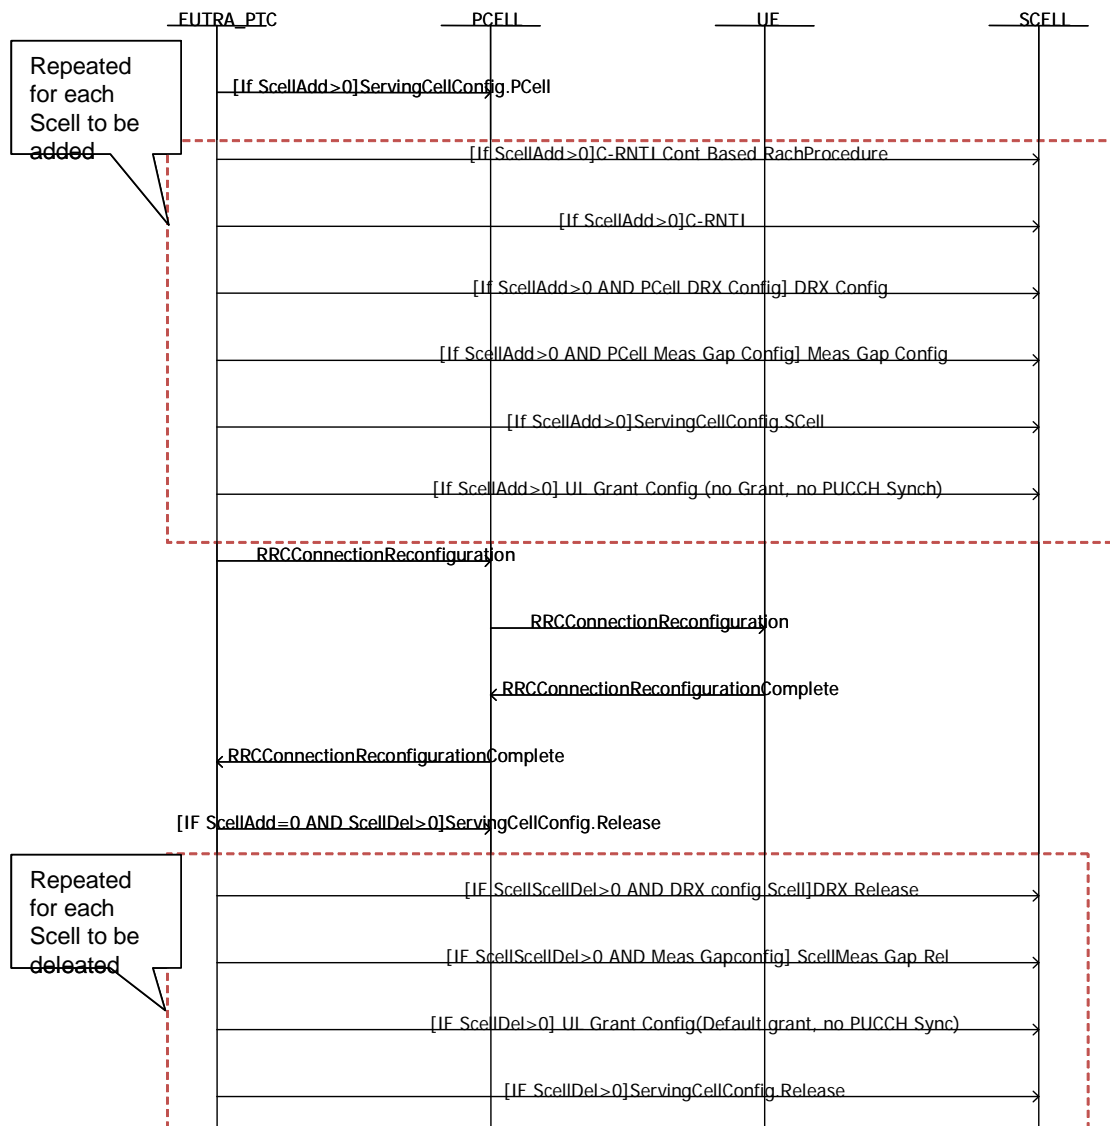 EUTRA_PTC PCELL UE SCELL
Repeated
for each
Scell to be
added
[If ScellAdd>0]ServingCellConfig.PCell
[If ScellAdd>0]C-RNTI Cont Based RachProcedure
[If ScellAdd>0]C-RNTI
[If ScellAdd>0 AND PCell DRX Config] DRX Config
[If ScellAdd>0 AND PCell Meas Gap Config] Meas Gap Config
[If ScellAdd>0]ServingCellConfig.SCell
[If ScellAdd>0] UL Grant Config (no Grant, no PUCCH Synch)
RRCConnectionReconfiguration
RRCConnectionReconfiguration
RRCConnectionReconfigurationComplete
RRCConnectionReconfigurationComplete
[IF ScellAdd=0 AND ScellDel>0]ServingCellConfig.Release
Repeated
for each
Scell to be
deleated
[IF ScellScellDel>0 AND DRX config Scell]DRX Release
[IF ScellScellDel>0 AND Meas Gapconfig] ScellMeas Gap Rel
[IF ScellDel>0] UL Grant Config(Default grant, no PUCCH Sync)
[IF ScellDel>0]ServingCellConfig.Release